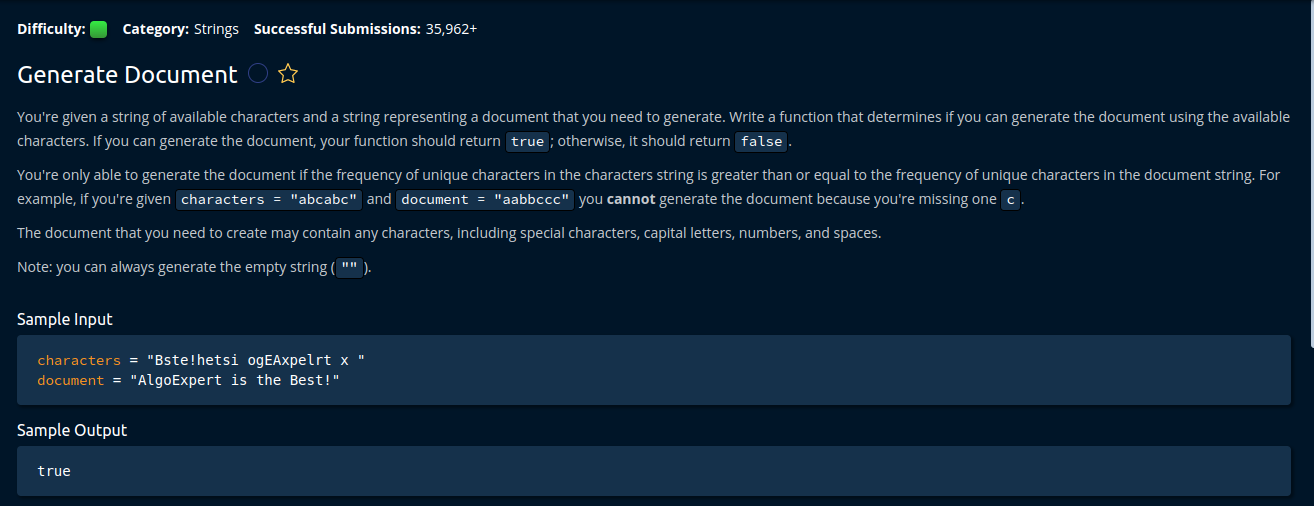 Difficulty: Category: Strings Successful Submissions: 35,962+
Generate Document
You're given a string of available characters and a string representing a document that you need to generate. Write a function that determines if you can generate the document using the available
characters. If you can generate the document, your function should return true; otherwise, it should return false.
You're only able to generate the document if the frequency of unique characters in the characters string is greater than or equal to the frequency of unique characters in the document string. For
example, if you're given characters = "abcabc" and document = "aabbccc" you cannot generate the document because you're missing one c.
The document that you need to create may contain any characters, including special characters, capital letters, numbers, and spaces.
Note: you can always generate the empty string ("").
Sample Input
characters = "Bste!hetsi ogEAxpelrt x "
document = "AlgoExpert is the Best!"
Sample Output
true